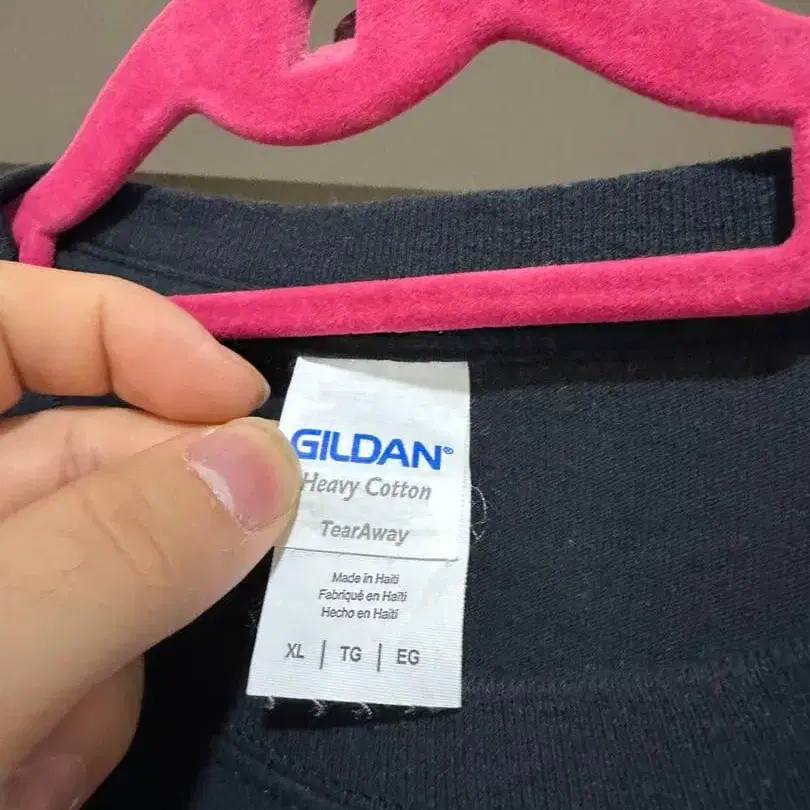 GILDAN®
Heavy Cotton
TearAway
Made in Haiti
Fabriqué en Haïti
Hecho en Haití
XL | TG | EG